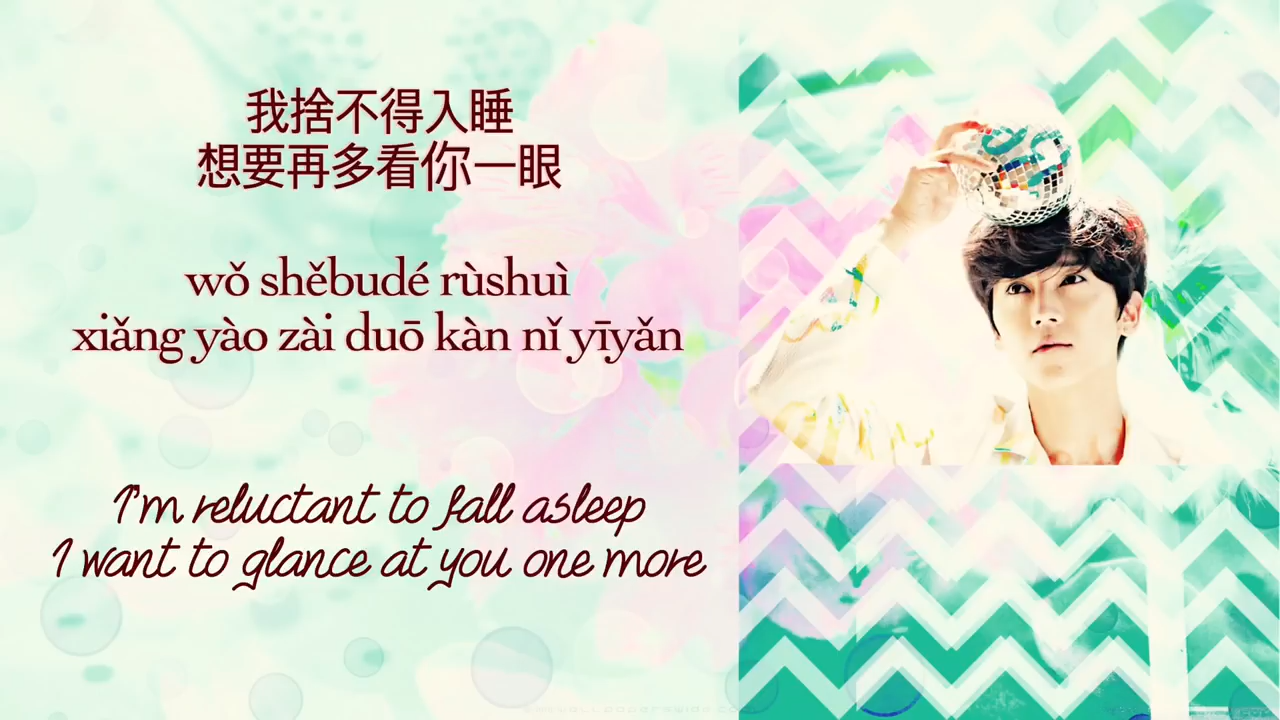 我捨不得入睡
想要再多看你一眼
wǒ shěbudé rùshuì
xiǎng yào zài duō kàn nǐ yīyǎn
I'm reluctant to fall asleep
I want to glance at you one more